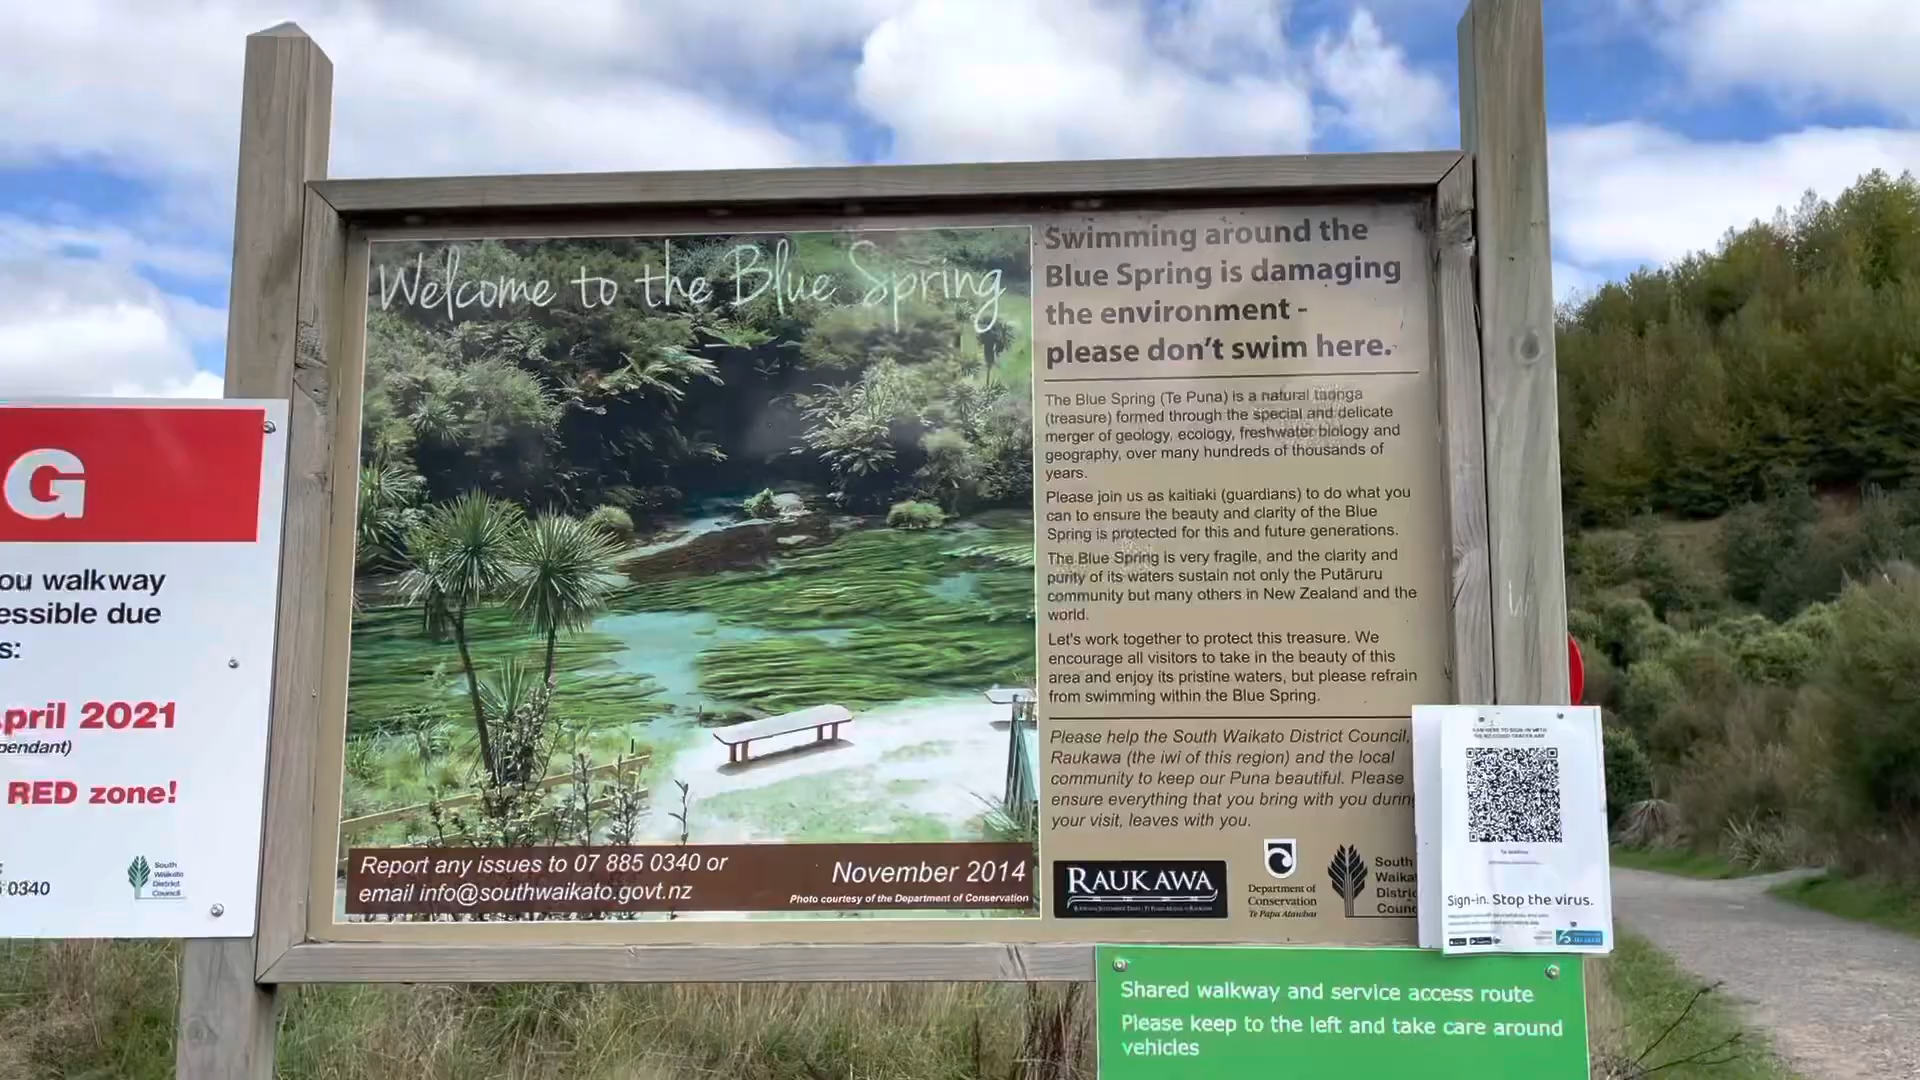 G
ou walkway
essible due
s:
pril 2021
pendant)
RED zone!
0340
South
Waikato
District
Council
Welcome to the Blue Spring
Report any issues to 07 885 0340 or
email info@southwaikato.govt.nz
November 2014
Photo courtesy of the Department of Conservation
Swimming around the
Blue Spring is damaging
the environment -
please don't swim here.
The Blue Spring (Te Puna) is a natural taonga
(treasure) formed through the special and delicate
merger of geology, ecology, freshwater biology and
geography, over many hundreds of thousands of
years.
Please join us as kaitiaki (guardians) to do what you
can to ensure the beauty and clarity of the Blue
Spring is protected for this and future generations.
The Blue Spring is very fragile, and the clarity and
purity of its waters sustain not only the Putāruru
community but many others in New Zealand and the
world.
Let's work together to protect this treasure. We
encourage all visitors to take in the beauty of this
area and enjoy its pristine waters, but please refrain
from swimming within the Blue Spring.
Please help the South Waikato District Council,
Raukawa (the iwi of this region) and the local
community to keep our Puna beautiful. Please
ensure everything that you bring with you during
your visit, leaves with you.
RAUKAWA
Department of
Conservation
Te Papa Atawbai
South
Waika
Distric
Counc
Sign-in. Stop the virus.
Shared walkway and service access route
Please keep to the left and take care around
vehicles